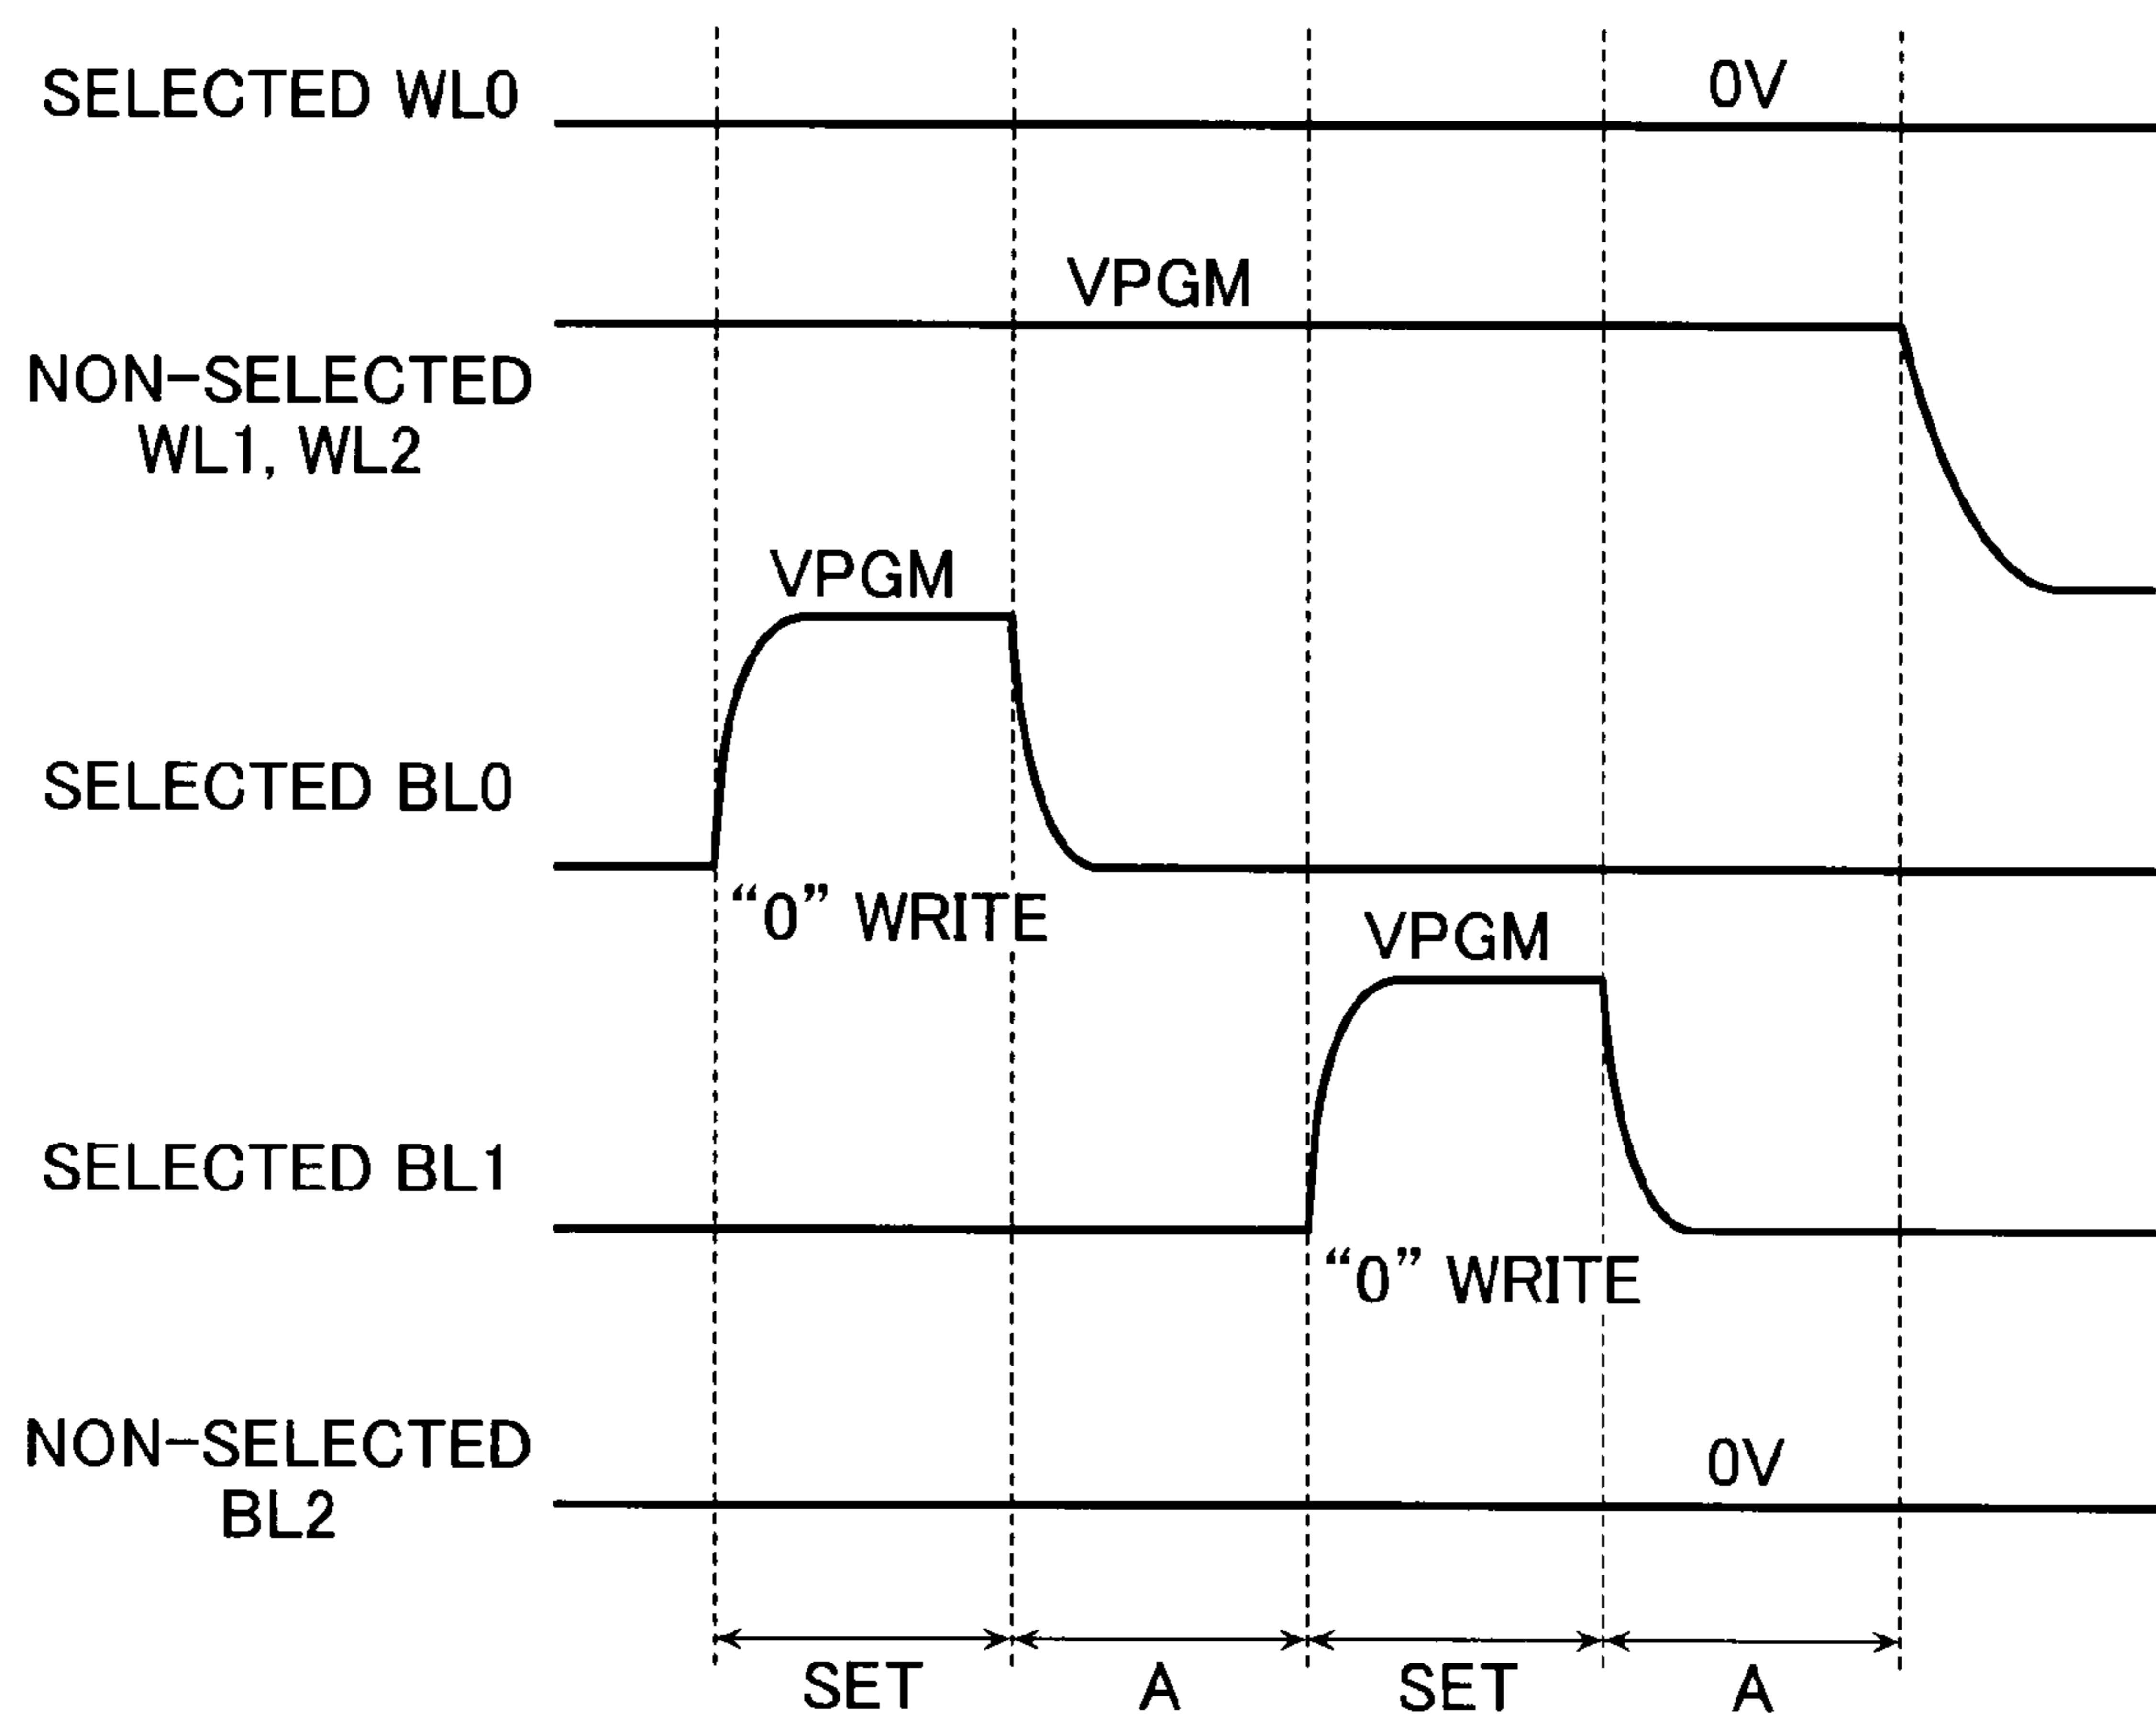 SELECTED WL0
0V
VPGM
NON-SELECTED
WL1, WL2
VPGM
SELECTED BL0
“0” WRITE
VPGM
SELECTED BL1
“0” WRITE
NON-SELECTED
BL2
0V
SET A SET A